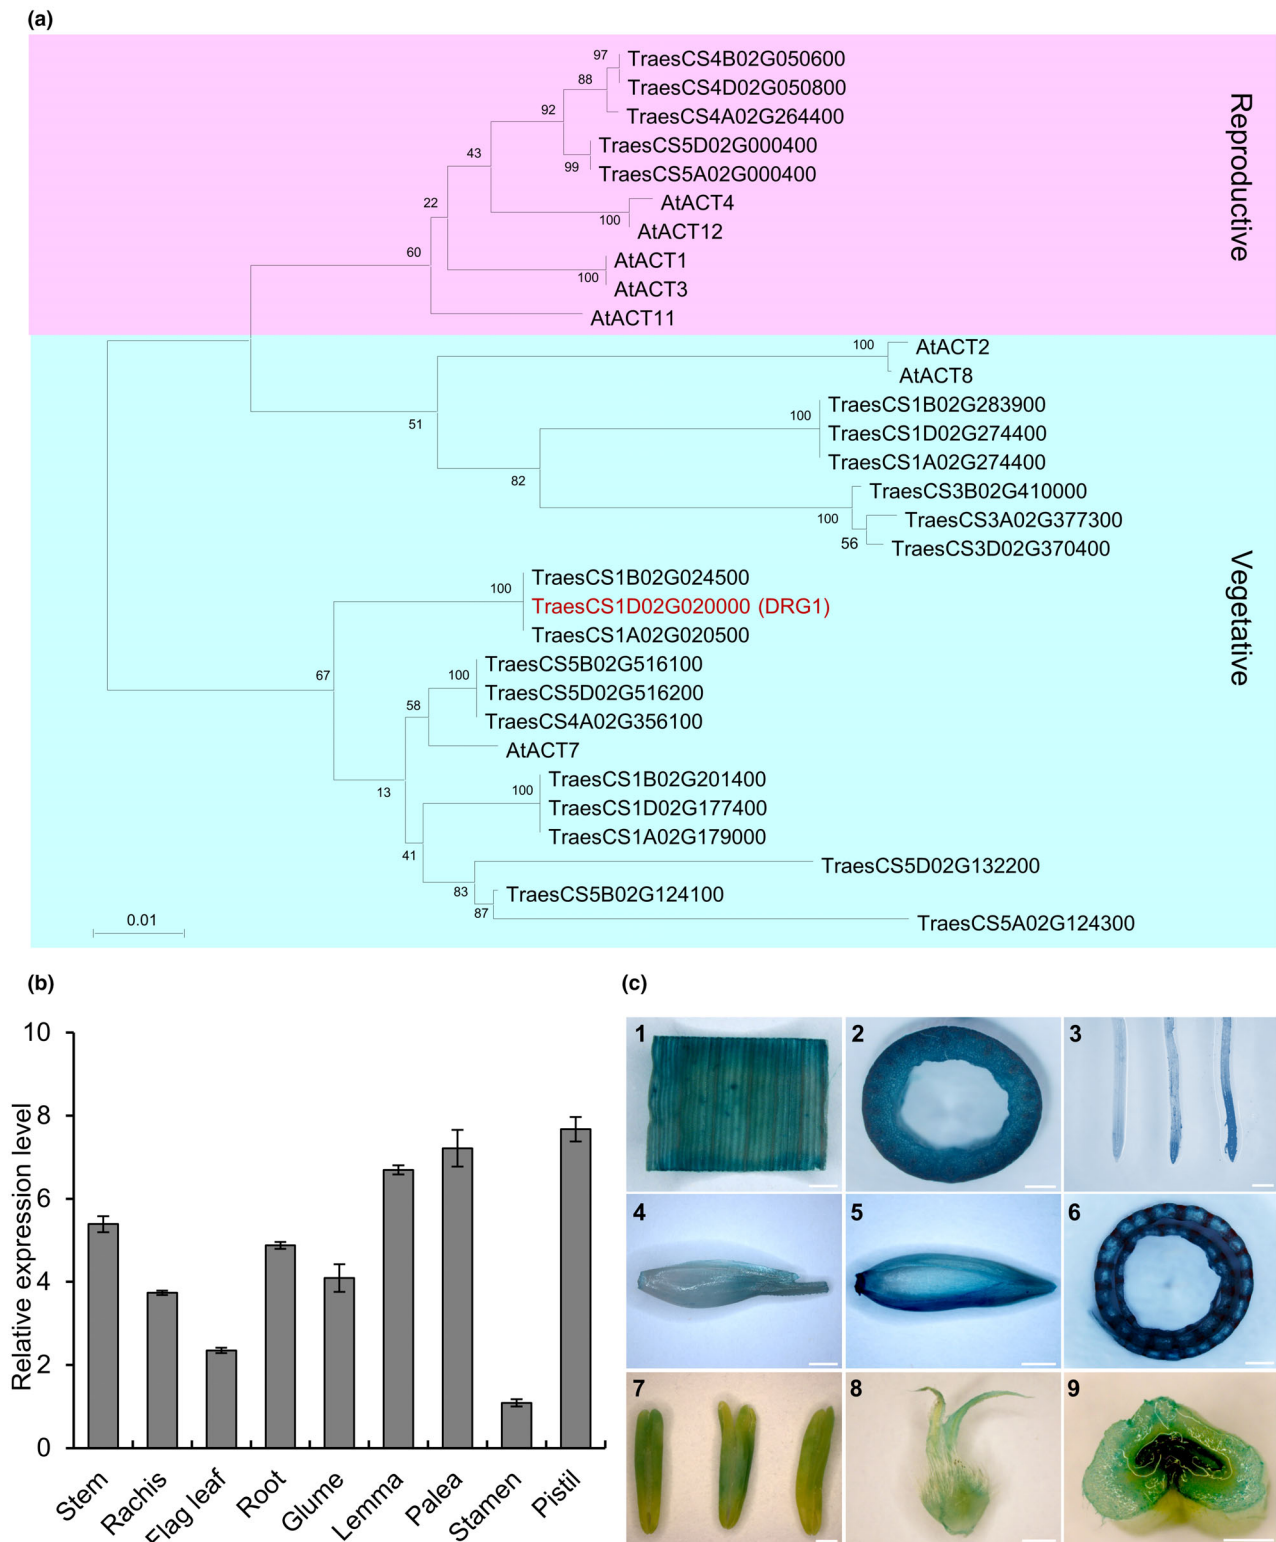 (a)
97
TraesCS4B02G050600
88
TraesCS4D02G050800
92
TraesCS4A02G264400
43
TraesCS5D02G000400
99
TraesCS5A02G000400
22
AtACT4
100
AtACT12
60
AtACT1
100
AtACT3
AtACT11
Reproductive
100
AtACT2
AtACT8
51
TraesCS1B02G283900
100
TraesCS1D02G274400
TraesCS1A02G274400
82
TraesCS3B02G410000
100
TraesCS3A02G377300
56
TraesCS3D02G370400
TraesCS1B02G024500
100
TraesCS1D02G020000 (DRG1)
TraesCS1A02G020500
67
TraesCS5B02G516100
100
TraesCS5D02G516200
58
TraesCS4A02G356100
AtACT7
13
TraesCS1B02G201400
100
TraesCS1D02G177400
TraesCS1A02G179000
41
TraesCS5D02G132200
83
TraesCS5B02G124100
87
TraesCS5A02G124300
Vegetative
0.01
(b)
Relative expression level
10
8
6
4
2
0
Stem
Rachis
Flag leaf
Root
Glume
Lemma
Palea
Stamen
Pistil
(c)
1
2
3
4
5
6
7
8
9